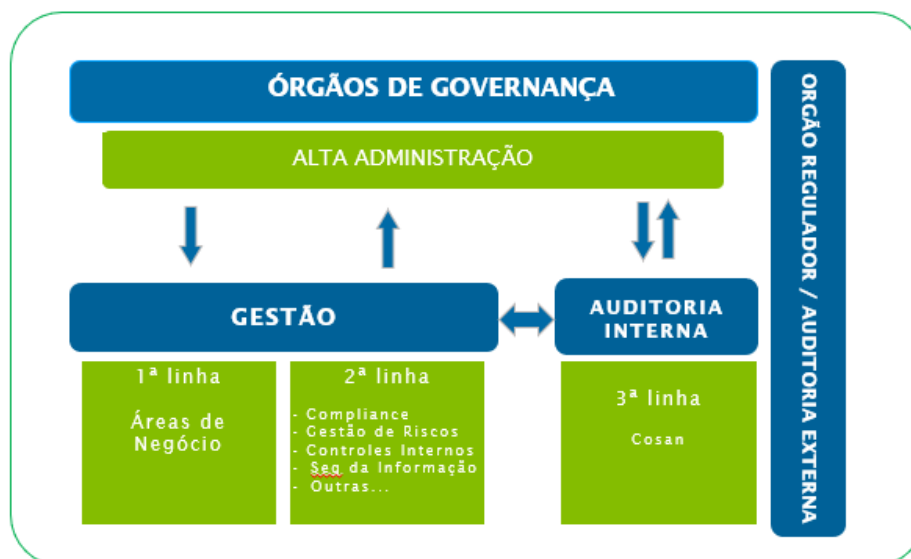 ÓRGÃOS DE GOVERNANÇA
ALTA ADMINISTRAÇÃO
GESTÃO
AUDITORIA
INTERNA
1ª linha
Áreas de
Negócio
2ª linha
- Compliance
- Gestão de Riscos
- Controles Internos
- Seg da Informação
- Outras...
3ª linha
Cosan
ORGÃO REGULADOR / AUDITORIA EXTERNA